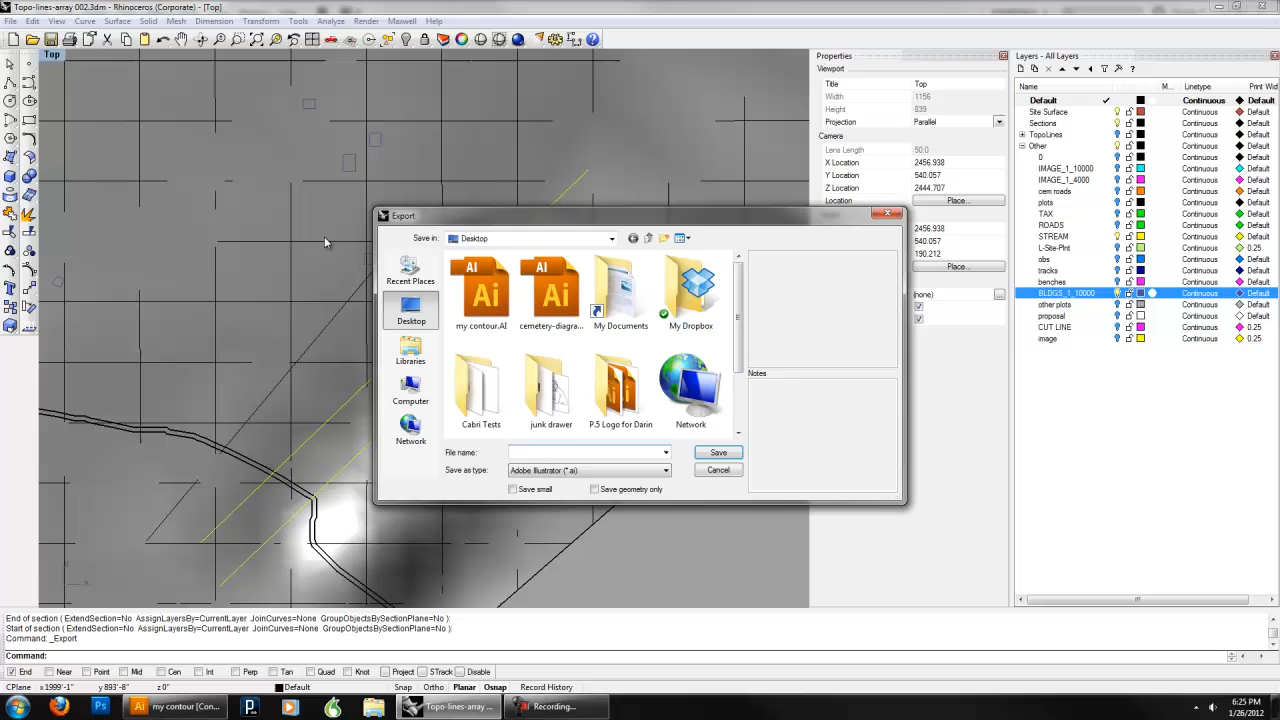 Topo-lines-array 002.3dm - Rhinoceros (Corporate) - [Top]
File Edit View Curve Surface Solid Mesh Dimension Transform Tools Analyze Render Maxwell Help
Top
Properties
Viewport
Title Top
Width 1156
Height 839
Projection Parallel
Camera
Lens Length 50.0
X Location 2456.938
Y Location 540.057
Z Location 2444.707
Location Place...
2456.938
540.057
190.212
Place...
(none) ...
Layers - All Layers
Name M... Linetype Print Wid
Default Continuous Default
Site Surface Continuous Default
Sections Continuous Default
TopoLines Continuous Default
Other Continuous Default
0 Continuous Default
IMAGE_1_10000 Continuous Default
IMAGE_1_4000 Continuous Default
cem roads Continuous Default
plots Continuous Default
TAX Continuous Default
ROADS Continuous Default
STREAM Continuous Default
L-Site-Plnt Continuous 0.25
obs Continuous Default
tracks Continuous Default
benches Continuous Default
BLDGS_1_10000 Continuous Default
other plots Continuous Default
proposal Continuous Default
CUT LINE Continuous 0.25
image Continuous 0.25
Export
Save in: Desktop
Recent Places
Desktop
Libraries
Computer
Network
my contour.AI
cemetery-diagra...
My Documents
My Dropbox
Cabri Tests
junk drawer
P.5 Logo for Darin
Network
Notes
File name: Save
Save as type: Adobe Illustrator (*.ai) Cancel
Save small Save geometry only
End of section ( ExtendSection=No AssignLayersBy=CurrentLayer JoinCurves=None GroupObjectsBySectionPlane=No ):
Start of section ( ExtendSection=No AssignLayersBy=CurrentLayer JoinCurves=None GroupObjectsBySectionPlane=No ):
Command: _Export
Command:
End Near Point Mid Cen Int Perp Tan Quad Knot Project STrack Disable
CPlane x 1999'-1" y 893'-8" z 0" Default Snap Ortho Planar Osnap Record History
my contour [Con...
Topo-lines-array ...
Recording...
6:25 PM
1/26/2012